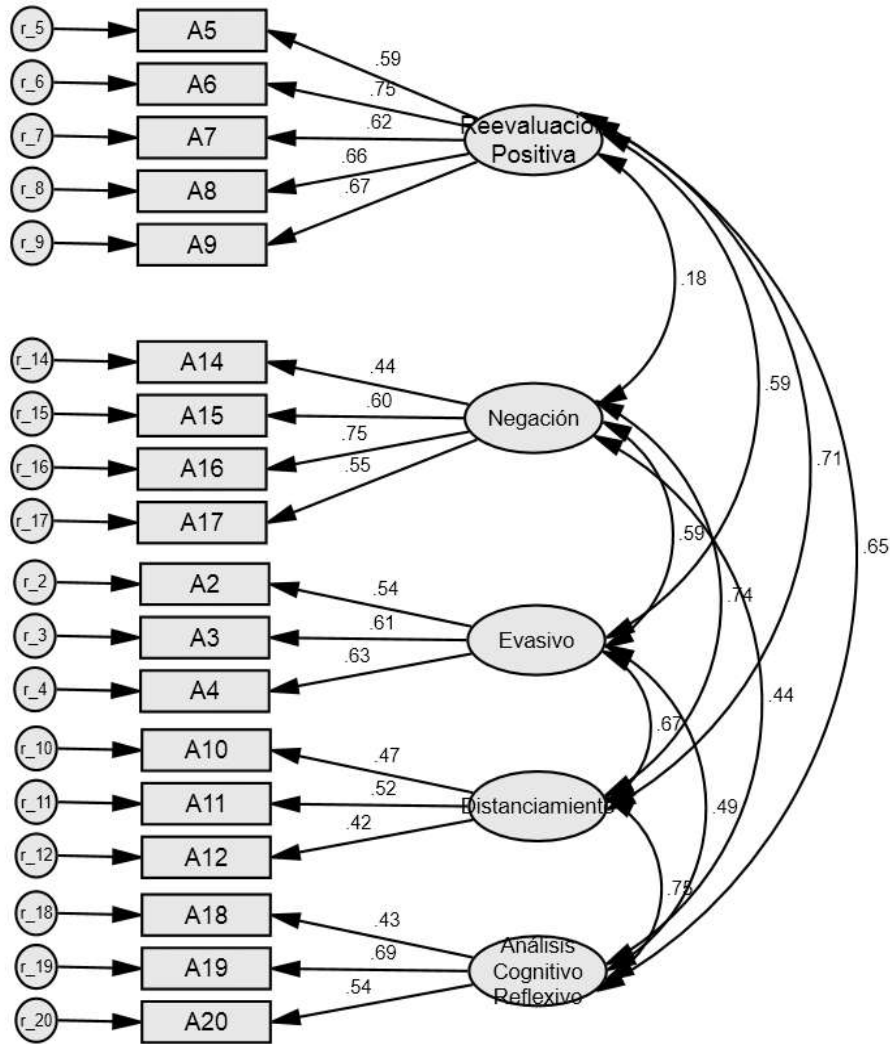 r_5 A5
.59
r_6 A6
.75
r_7 A7
.62
Reevaluación
Positiva
r_8 A8
.66
r_9 A9
.67
.18
r_14 A14
.44
.59
r_15 A15
.60
Negación
r_16 A16
.75
.71
r_17 A17
.55
.59
.65
r_2 A2
.54
.74
r_3 A3
.61
Evasivo
r_4 A4
.63
.44
.67
r_10 A10
.47
r_11 A11
.52
Distanciamiento
.49
r_12 A12
.42
.75
r_18 A18
.43
r_19 A19
.69
Análisis
Cognitivo
Reflexivo
r_20 A20
.54